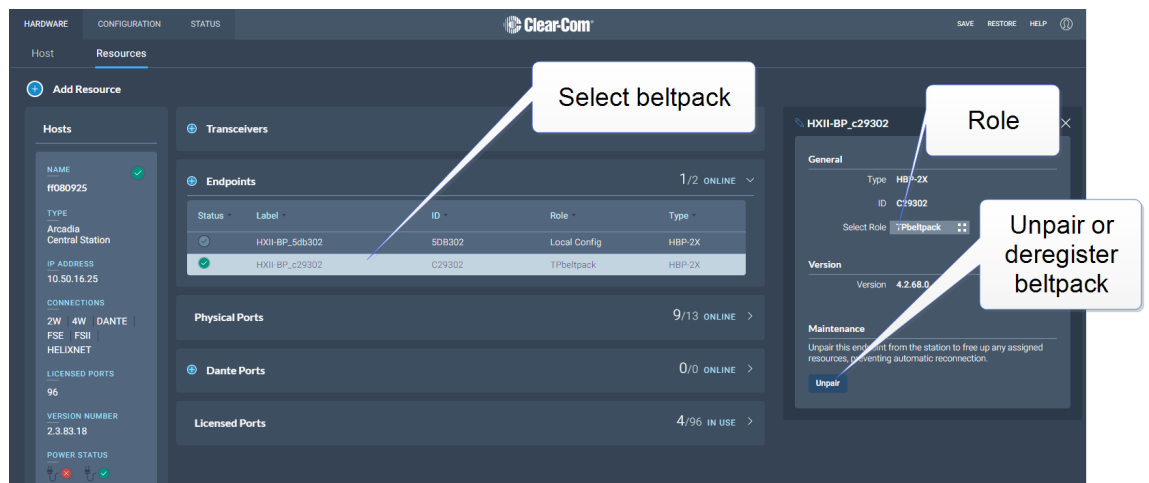 HARDWARE CONFIGURATION STATUS Clear-Com® SAVE RESTORE HELP
Host Resources
Add Resource
Select beltpack
Role
Unpair or
deregister
beltpack
Hosts
NAME
ff080925
TYPE
Arcadia
Central Station
IP ADDRESS
10.50.16.25
CONNECTIONS
2W 4W DANTE
FSE FSII
HELIXNET
LICENSED PORTS
96
VERSION NUMBER
2.3.83.18
POWER STATUS
Transceivers
Endpoints 1/2 ONLINE
Status Label ID Role Type
HXII-BP_5db302 5DB302 Local Config HBP-2X
HXII-BP_c29302 C29302 TPbeltpack HBP-2X
Physical Ports 9/13 ONLINE
Dante Ports 0/0 ONLINE
Licensed Ports 4/96 IN USE
HXII-BP_c29302
General
Type HBP-2X
ID C29302
Select Role TPbeltpack
Version
Version 4.2.68.0
Maintenance
Unpair this endpoint from the station to free up any assigned
resources, preventing automatic reconnection.
Unpair